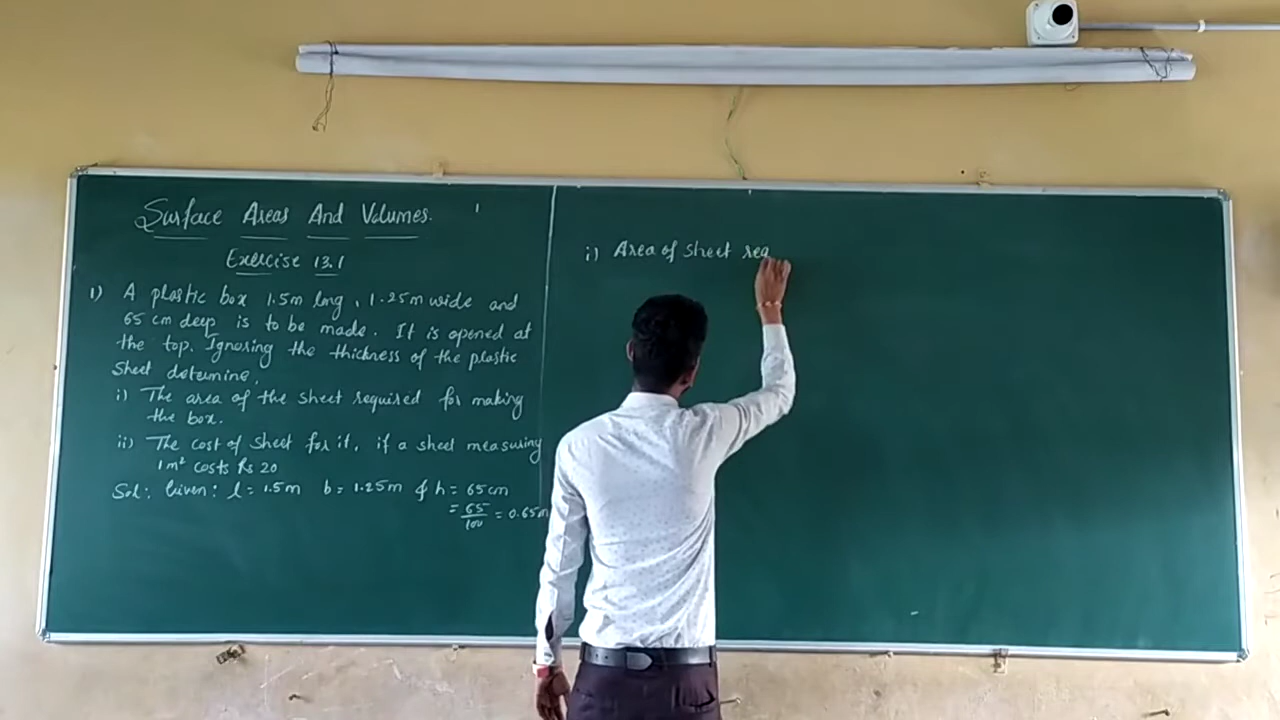 Surface Areas And Volumes.
Exercise 13.1
1) A plastic box 1.5m long, 1.25m wide and
65 cm deep is to be made. It is opened at
the top. Ignoring the thickness of the plastic
sheet determine,
i) The area of the sheet required for making
the box.
ii) The cost of sheet for it, if a sheet measuring
1m² costs Rs 20
Sol: Given: l = 1.5m b = 1.25m & h = 65cm
= 65/100 = 0.65m
i) Area of sheet req